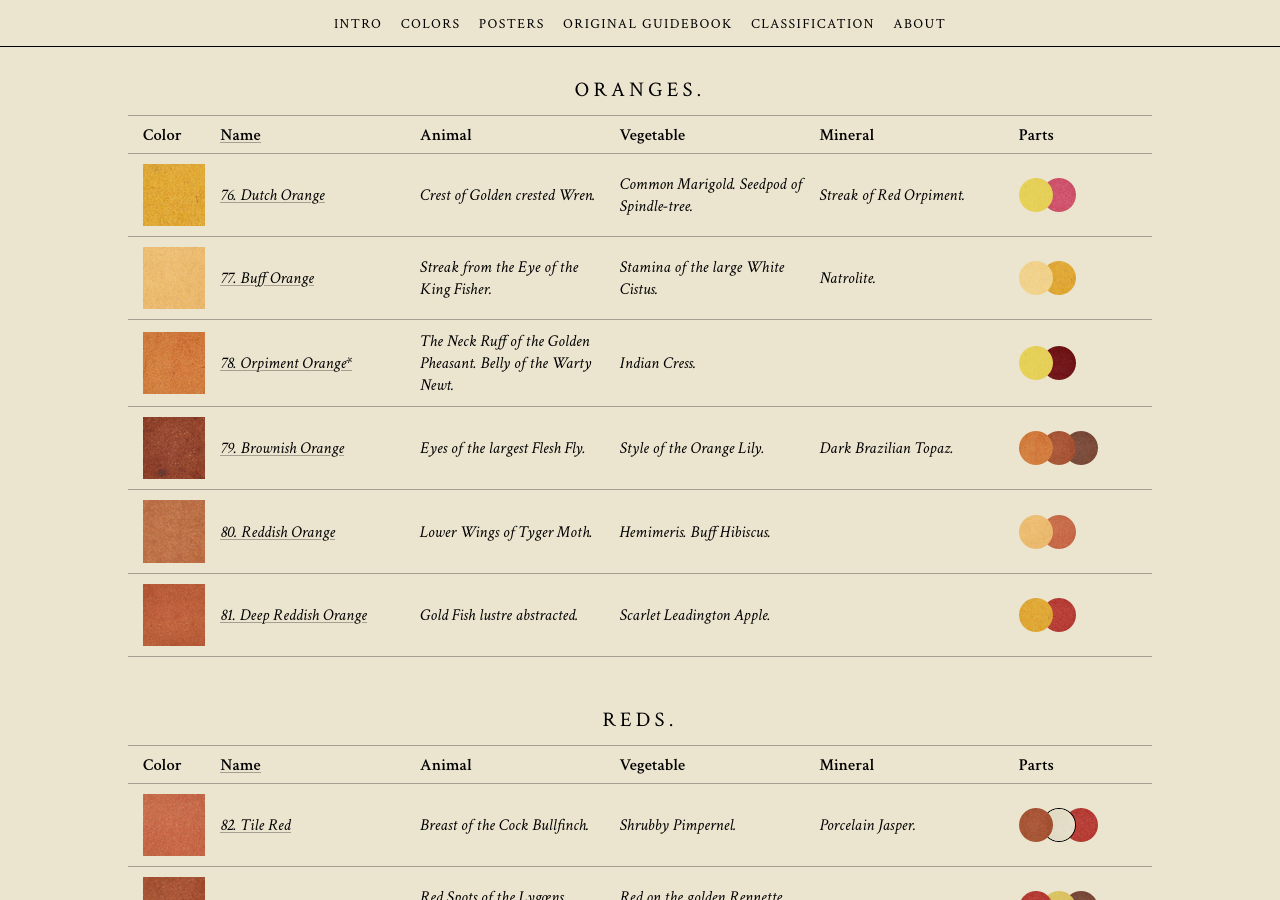 INTRO COLORS POSTERS ORIGINAL GUIDEBOOK CLASSIFICATION ABOUT
ORANGES.
Color Name Animal Vegetable Mineral Parts
76. Dutch Orange
Crest of Golden crested Wren.
Common Marigold. Seedpod of
Spindle-tree.
Streak of Red Orpiment.
77. Buff Orange
Streak from the Eye of the
King Fisher.
Stamina of the large White
Cistus.
Natrolite.
78. Orpiment Orange*
The Neck Ruff of the Golden
Pheasant. Belly of the Warty
Newt.
Indian Cress.
79. Brownish Orange
Eyes of the largest Flesh Fly.
Style of the Orange Lily.
Dark Brazilian Topaz.
80. Reddish Orange
Lower Wings of Tyger Moth.
Hemimeris. Buff Hibiscus.
81. Deep Reddish Orange
Gold Fish lustre abstracted.
Scarlet Leadington Apple.
REDS.
Color Name Animal Vegetable Mineral Parts
82. Tile Red
Breast of the Cock Bullfinch.
Shrubby Pimpernel.
Porcelain Jasper.
Red Spots of the Lygœns
Red on the golden Rennette